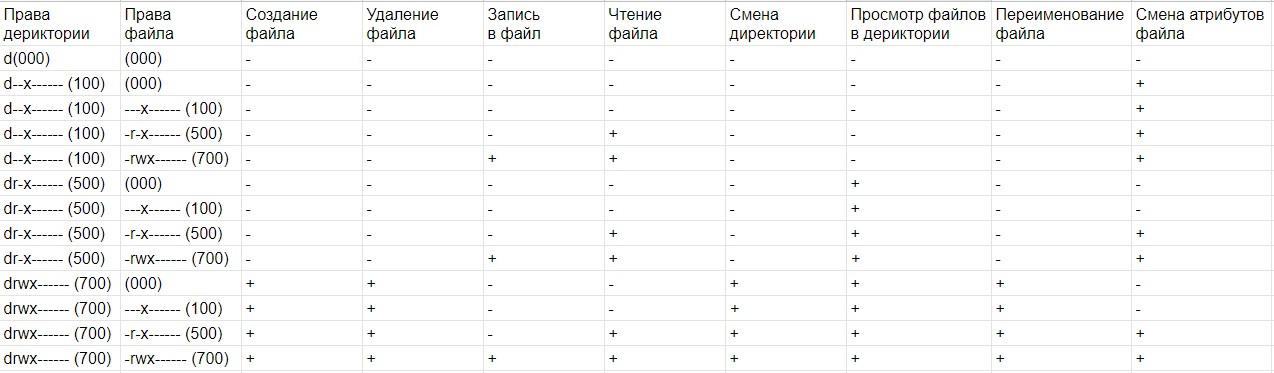 Права Права Создание Удаление Запись Чтение Смена Просмотр файлов Переименование Смена атрибутов
дериктории файла файла файла в файл файла директории в дериктории файла файла
d(000) (000) - - - - - - - -
d--x------ (100) (000) - - - - - - - +
d--x------ (100) ---x------ (100) - - - - - - - +
d--x------ (100) -r-x------ (500) - - - + - - - +
d--x------ (100) -rwx------ (700) - - + + - - - +
dr-x------ (500) (000) - - - - - + - -
dr-x------ (500) ---x------ (100) - - - - - + - -
dr-x------ (500) -r-x------ (500) - - - + - + - +
dr-x------ (500) -rwx------ (700) - - + + - + - +
drwx------ (700) (000) + + - - + + + -
drwx------ (700) ---x------ (100) + + - - + + + -
drwx------ (700) -r-x------ (500) + + - + + + + +
drwx------ (700) -rwx------ (700) + + + + + + + +